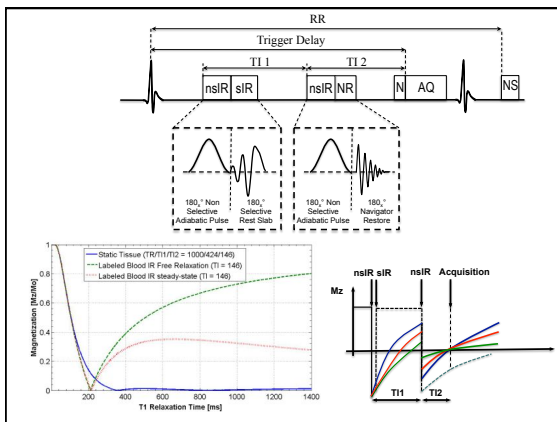 RR
Trigger Delay
TI 1 TI 2
nsIR sIR nsIR NR N AQ NS
180° Non 180° 180° Non 180°
Selective Selective Selective Navigator
Adiabatic Pulse Rest Slab Adiabatic Pulse Restore
Static Tissue (TR/TI1/TI2 = 1000/424/146)
Labeled Blood IR Free Relaxation (TI = 146)
Labeled Blood IR steady-state (TI = 146)
Magnetization [Mz/Mo]
1
0.8
0.6
0.4
0.2
0
200 400 600 800 1000 1200 1400
T1 Relaxation Time [ms]
nsIR sIR nsIR Acquisition
Mz
TI1 TI2